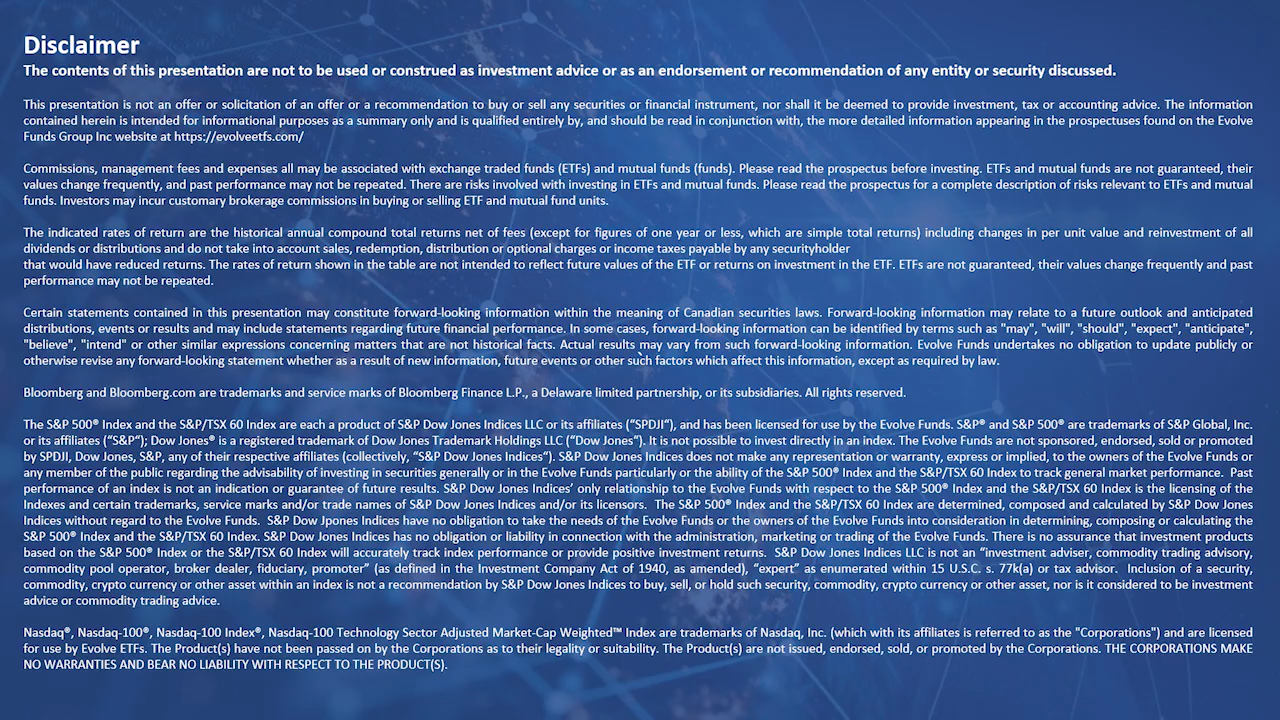 Disclaimer
The contents of this presentation are not to be used or construed as investment advice or as an endorsement or recommendation of any entity or security discussed.
This presentation is not an offer or solicitation of an offer or a recommendation to buy or sell any securities or financial instrument, nor shall it be deemed to provide investment, tax or accounting advice. The information
contained herein is intended for informational purposes as a summary only and is qualified entirely by, and should be read in conjunction with, the more detailed information appearing in the prospectuses found on the Evolve
Funds Group Inc website at https://evolveetfs.com/
Commissions, management fees and expenses all may be associated with exchange traded funds (ETFs) and mutual funds (funds). Please read the prospectus before investing. ETFs and mutual funds are not guaranteed, their
values change frequently, and past performance may not be repeated. There are risks involved with investing in ETFs and mutual funds. Please read the prospectus for a complete description of risks relevant to ETFs and mutual
funds. Investors may incur customary brokerage commissions in buying or selling ETF and mutual fund units.
The indicated rates of return are the historical annual compound total returns net of fees (except for figures of one year or less, which are simple total returns) including changes in per unit value and reinvestment of all
dividends or distributions and do not take into account sales, redemption, distribution or optional charges or income taxes payable by any securityholder
that would have reduced returns. The rates of return shown in the table are not intended to reflect future values of the ETF or returns on investment in the ETF. ETFs are not guaranteed, their values change frequently and past
performance may not be repeated.
Certain statements contained in this presentation may constitute forward-looking information within the meaning of Canadian securities laws. Forward-looking information may relate to a future outlook and anticipated
distributions, events or results and may include statements regarding future financial performance. In some cases, forward-looking information can be identified by terms such as "may", "will", "should", "expect", "anticipate",
"believe", "intend" or other similar expressions concerning matters that are not historical facts. Actual results may vary from such forward-looking information. Evolve Funds undertakes no obligation to update publicly or
otherwise revise any forward-looking statement whether as a result of new information, future events or other such factors which affect this information, except as required by law.
Bloomberg and Bloomberg.com are trademarks and service marks of Bloomberg Finance L.P., a Delaware limited partnership, or its subsidiaries. All rights reserved.
The S&P 500® Index and the S&P/TSX 60 Index are each a product of S&P Dow Jones Indices LLC or its affiliates (“SPDJI“), and has been licensed for use by the Evolve Funds. S&P® and S&P 500® are trademarks of S&P Global, Inc.
or its affiliates (“S&P“); Dow Jones® is a registered trademark of Dow Jones Trademark Holdings LLC (“Dow Jones“). It is not possible to invest directly in an index. The Evolve Funds are not sponsored, endorsed, sold or promoted
by SPDJI, Dow Jones, S&P, any of their respective affiliates (collectively, “S&P Dow Jones Indices“). S&P Dow Jones Indices does not make any representation or warranty, express or implied, to the owners of the Evolve Funds or
any member of the public regarding the advisability of investing in securities generally or in the Evolve Funds particularly or the ability of the S&P 500® Index and the S&P/TSX 60 Index to track general market performance.  Past
performance of an index is not an indication or guarantee of future results. S&P Dow Jones Indices’ only relationship to the Evolve Funds with respect to the S&P 500® Index and the S&P/TSX 60 Index is the licensing of the
Indexes and certain trademarks, service marks and/or trade names of S&P Dow Jones Indices and/or its licensors.  The S&P 500® Index and the S&P/TSX 60 Index are determined, composed and calculated by S&P Dow Jones
Indices without regard to the Evolve Funds.  S&P Dow Jpones Indices have no obligation to take the needs of the Evolve Funds or the owners of the Evolve Funds into consideration in determining, composing or calculating the
S&P 500® Index and the S&P/TSX 60 Index. S&P Dow Jones Indices has no obligation or liability in connection with the administration, marketing or trading of the Evolve Funds. There is no assurance that investment products
based on the S&P 500® Index or the S&P/TSX 60 Index will accurately track index performance or provide positive investment returns.  S&P Dow Jones Indices LLC is not an “investment adviser, commodity trading advisory,
commodity pool operator, broker dealer, fiduciary, promoter” (as defined in the Investment Company Act of 1940, as amended), “expert” as enumerated within 15 U.S.C. s. 77k(a) or tax advisor.  Inclusion of a security,
commodity, crypto currency or other asset within an index is not a recommendation by S&P Dow Jones Indices to buy, sell, or hold such security, commodity, crypto currency or other asset, nor is it considered to be investment
advice or commodity trading advice.
Nasdaq®, Nasdaq-100®, Nasdaq-100 Index®, Nasdaq-100 Technology Sector Adjusted Market-Cap Weighted™ Index are trademarks of Nasdaq, Inc. (which with its affiliates is referred to as the "Corporations") and are licensed
for use by Evolve ETFs. The Product(s) have not been passed on by the Corporations as to their legality or suitability. The Product(s) are not issued, endorsed, sold, or promoted by the Corporations. THE CORPORATIONS MAKE
NO WARRANTIES AND BEAR NO LIABILITY WITH RESPECT TO THE PRODUCT(S).